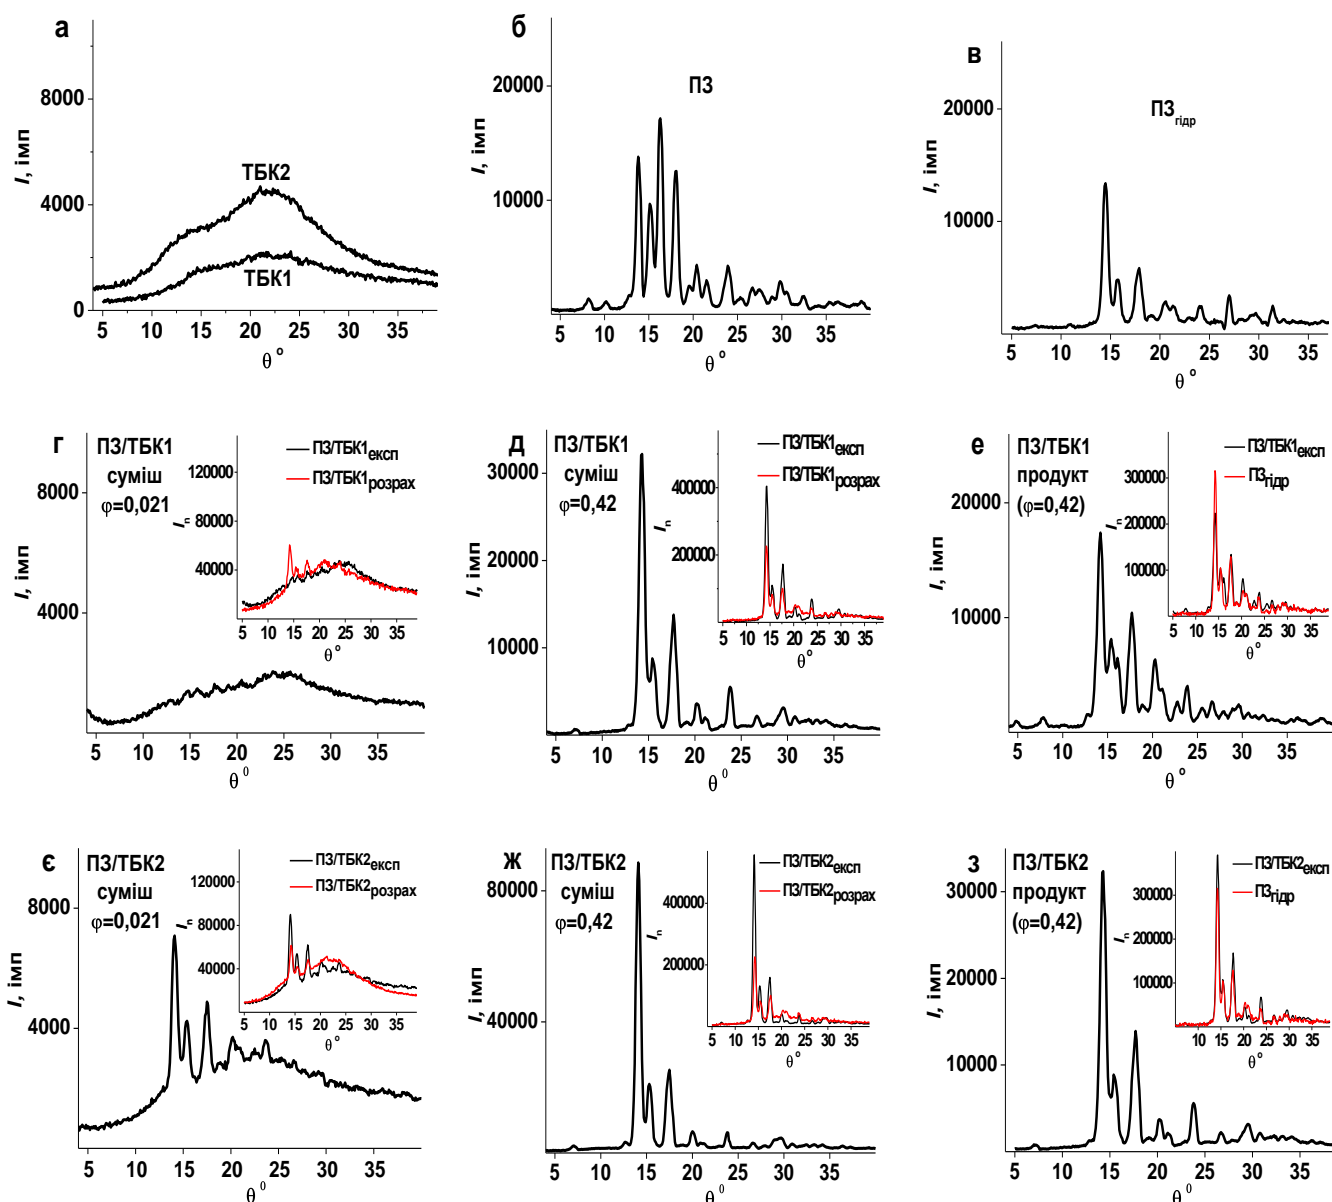 а
I, імп
8000
4000
0
ТБК2
ТБК1
5 10 15 20 25 30 35
θ °
б
I, імп
20000
10000
ПЗ
5 10 15 20 25 30 35
θ °
в
I, імп
20000
10000
ПЗгідр
5 10 15 20 25 30 35
θ °
г
ПЗ/ТБК1
суміш
φ=0,021
I, імп
8000
4000
0
5 10 15 20 25 30 35
θ 0
ПЗ/ТБК1експ
ПЗ/ТБК1розрах
In
120000
80000
40000
5 10 15 20 25 30 35
θ °
д
ПЗ/ТБК1
суміш
φ=0,42
I, імп
30000
20000
10000
5 10 15 20 25 30 35
θ 0
ПЗ/ТБК1експ
ПЗ/ТБК1розрах
In
400000
200000
5 10 15 20 25 30 35
θ °
е
ПЗ/ТБК1
продукт
(φ=0,42)
I, імп
20000
10000
5 10 15 20 25 30 35
θ °
ПЗ/ТБК1експ
ПЗгідр
In
300000
200000
100000
5 10 15 20 25 30 35
θ °
є
ПЗ/ТБК2
суміш
φ=0,021
I, імп
8000
4000
5 10 15 20 25 30 35
θ 0
ПЗ/ТБК2експ
ПЗ/ТБК2розрах
In
120000
80000
40000
5 10 15 20 25 30 35
θ °
ж
ПЗ/ТБК2
суміш
φ=0,42
I, імп
80000
40000
5 10 15 20 25 30 35
θ 0
ПЗ/ТБК2експ
ПЗ/ТБК2розрах
In
400000
200000
5 10 15 20 25 30 35
θ °
з
ПЗ/ТБК2
продукт
(φ=0,42)
I, імп
30000
20000
10000
5 10 15 20 25 30 35
θ 0
ПЗ/ТБК2експ
ПЗгідр
In
300000
200000
100000
10 15 20 25 30 35
θ °